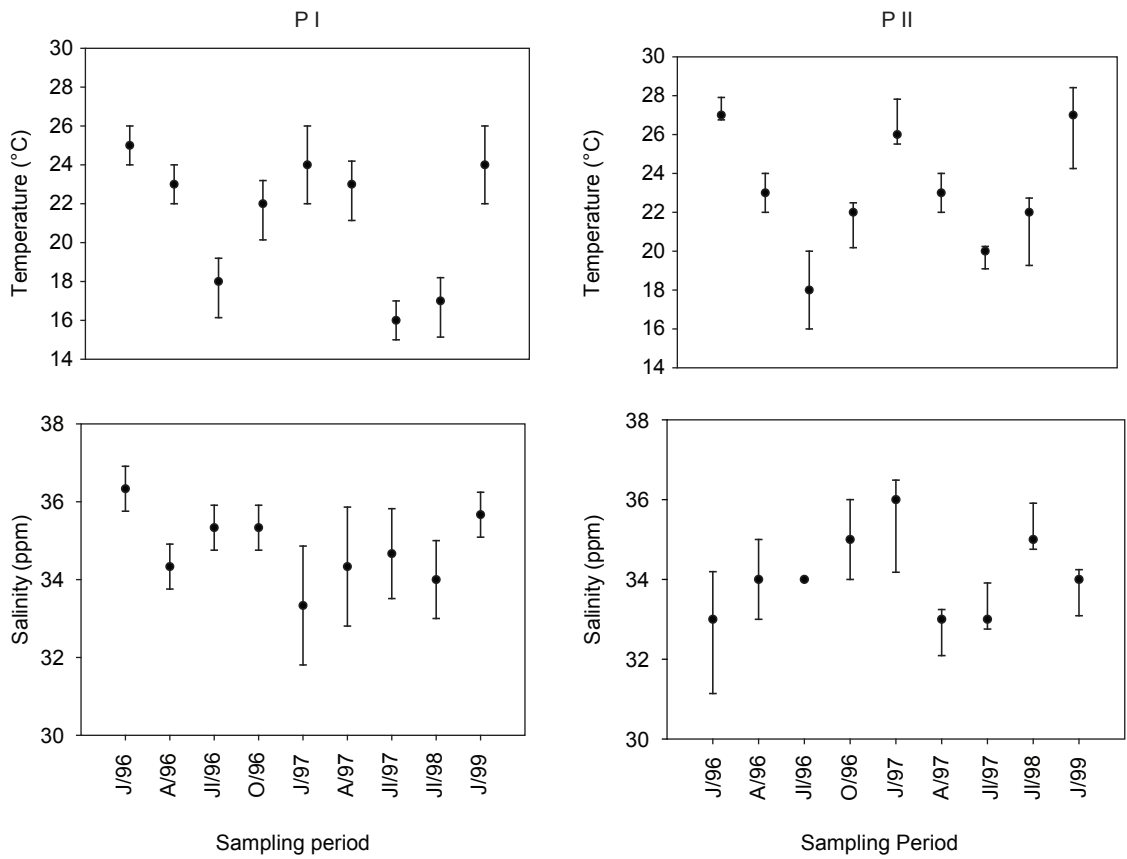 P I
30
28
26
24
22
20
18
16
14
Temperature (°C)
P II
30
28
26
24
22
20
18
16
14
Temperature (°C)
38
36
34
32
30
Salinity (ppm)
J/96
A/96
Jl/96
O/96
J/97
A/97
Jl/97
Jl/98
J/99
Sampling period
38
36
34
32
30
Salinity (ppm)
J/96
A/96
Jl/96
O/96
J/97
A/97
Jl/97
Jl/98
J/99
Sampling Period